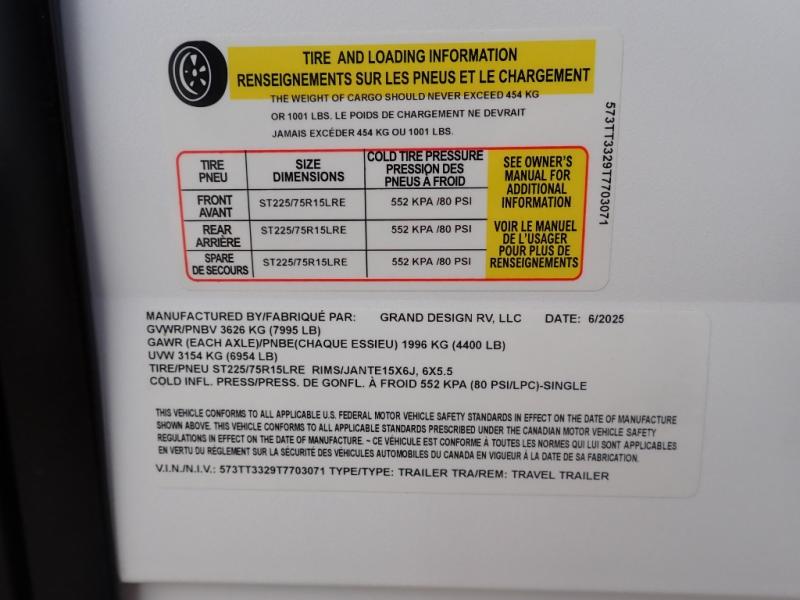 TIRE AND LOADING INFORMATION
RENSEIGNEMENTS SUR LES PNEUS ET LE CHARGEMENT
THE WEIGHT OF CARGO SHOULD NEVER EXCEED 454 KG
OR 1001 LBS. LE POIDS DE CHARGEMENT NE DEVRAIT
JAMAIS EXCÉDER 454 KG OU 1001 LBS.
TIRE
PNEU
SIZE
DIMENSIONS
COLD TIRE PRESSURE
PRESSION DES
PNEUS À FROID
FRONT
AVANT
ST225/75R15LRE
552 KPA /80 PSI
REAR
ARRIÈRE
ST225/75R15LRE
552 KPA /80 PSI
SPARE
DE SECOURS
ST225/75R15LRE
552 KPA /80 PSI
SEE OWNER'S
MANUAL FOR
ADDITIONAL
INFORMATION
VOIR LE MANUEL
DE L'USAGER
POUR PLUS DE
RENSEIGNEMENTS
573TT3329T7703071
MANUFACTURED BY/FABRIQUÉ PAR: GRAND DESIGN RV, LLC DATE: 6/2025
GVWR/PNBV 3626 KG (7995 LB)
GAWR (EACH AXLE)/PNBE(CHAQUE ESSIEU) 1996 KG (4400 LB)
UVW 3154 KG (6954 LB)
TIRE/PNEU ST225/75R15LRE RIMS/JANTE15X6J, 6X5.5
COLD INFL. PRESS/PRESS. DE GONFL. À FROID 552 KPA (80 PSI/LPC)-SINGLE
THIS VEHICLE CONFORMS TO ALL APPLICABLE U.S. FEDERAL MOTOR VEHICLE SAFETY STANDARDS IN EFFECT ON THE DATE OF MANUFACTURE
SHOWN ABOVE. THIS VEHICLE CONFORMS TO ALL APPLICABLE STANDARDS PRESCRIBED UNDER THE CANADIAN MOTOR VEHICLE SAFETY
REGULATIONS IN EFFECT ON THE DATE OF MANUFACTURE. ~ CE VÉHICULE EST CONFORME À TOUTES LES NORMES QUI LUI SONT APPLICABLES
EN VERTU DU RÈGLEMENT SUR LA SÉCURITÉ DES VÉHICULES AUTOMOBILES DU CANADA EN VIGUEUR À LA DATE DE SA FABRICATION.
V.I.N./N.I.V.: 573TT3329T7703071 TYPE/TYPE: TRAILER TRA/REM: TRAVEL TRAILER